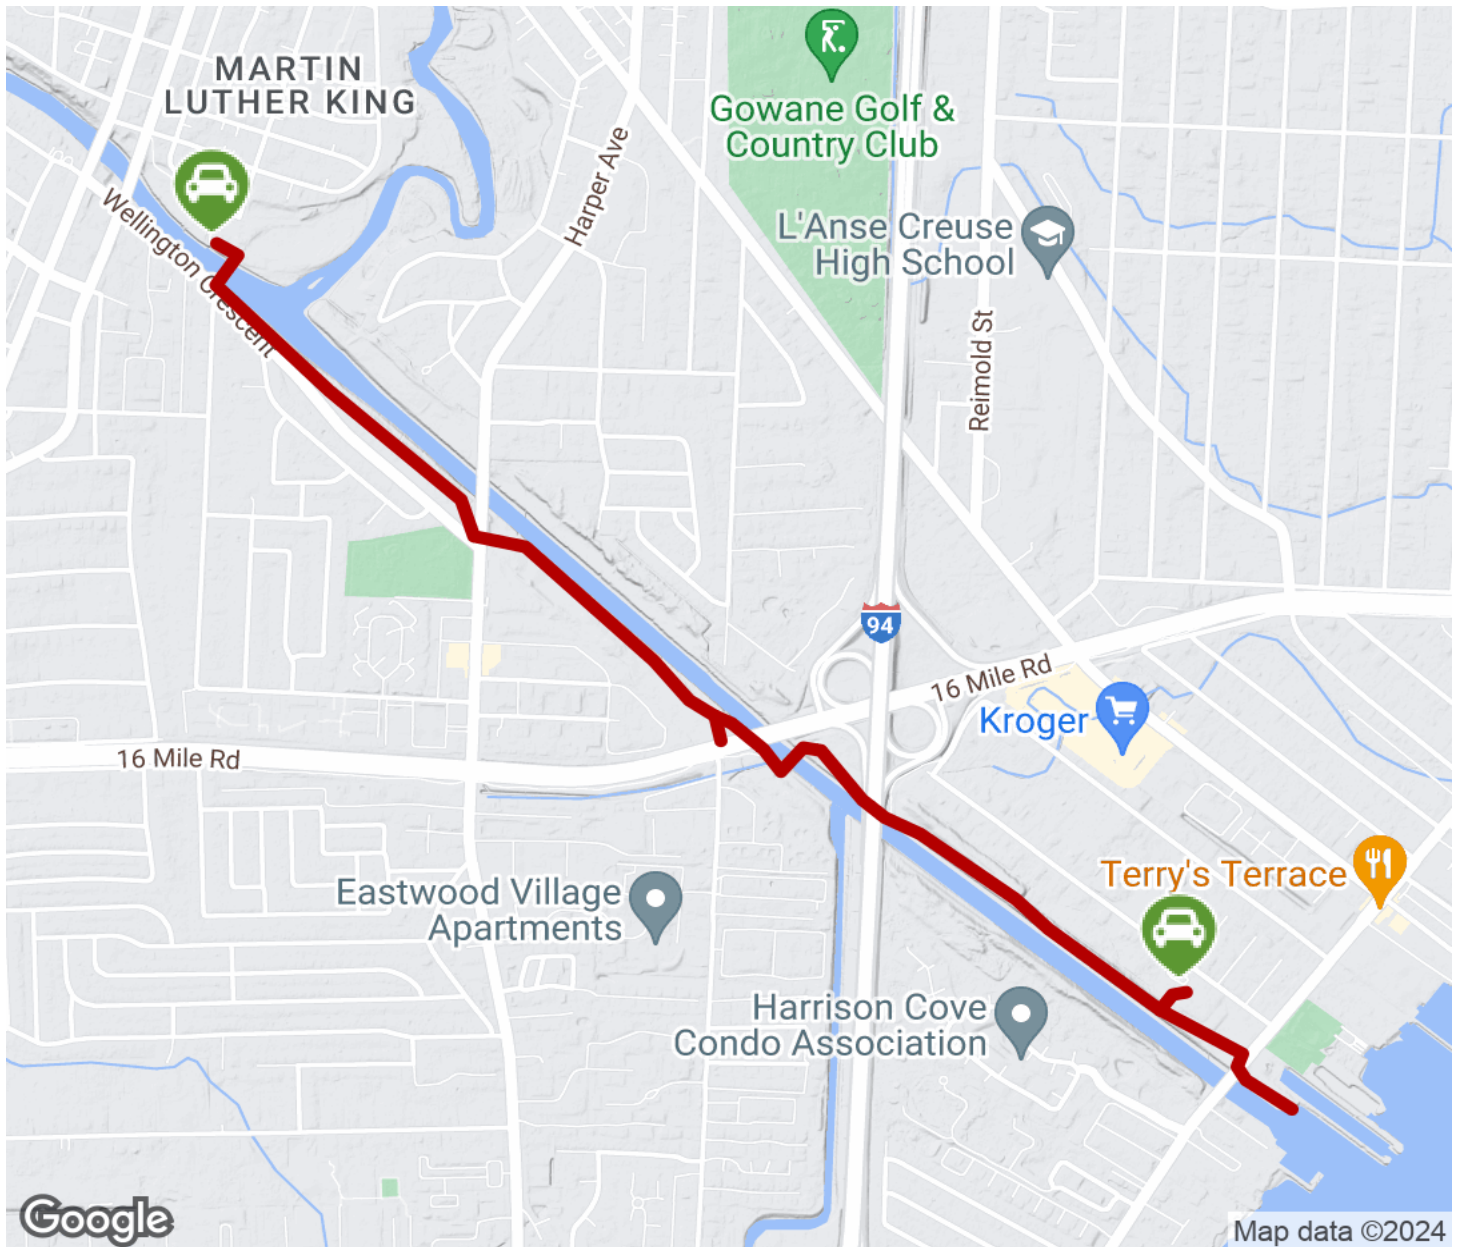 MARTIN
LUTHER KING
Gowane Golf &
Country Club
Harper Ave
Wellington Crescent
L'Anse Creuse
High School
Reimold St
94
16 Mile Rd
Kroger
16 Mile Rd
Terry's Terrace
Eastwood Village
Apartments
Harrison Cove
Condo Association
Google
Map data ©2024